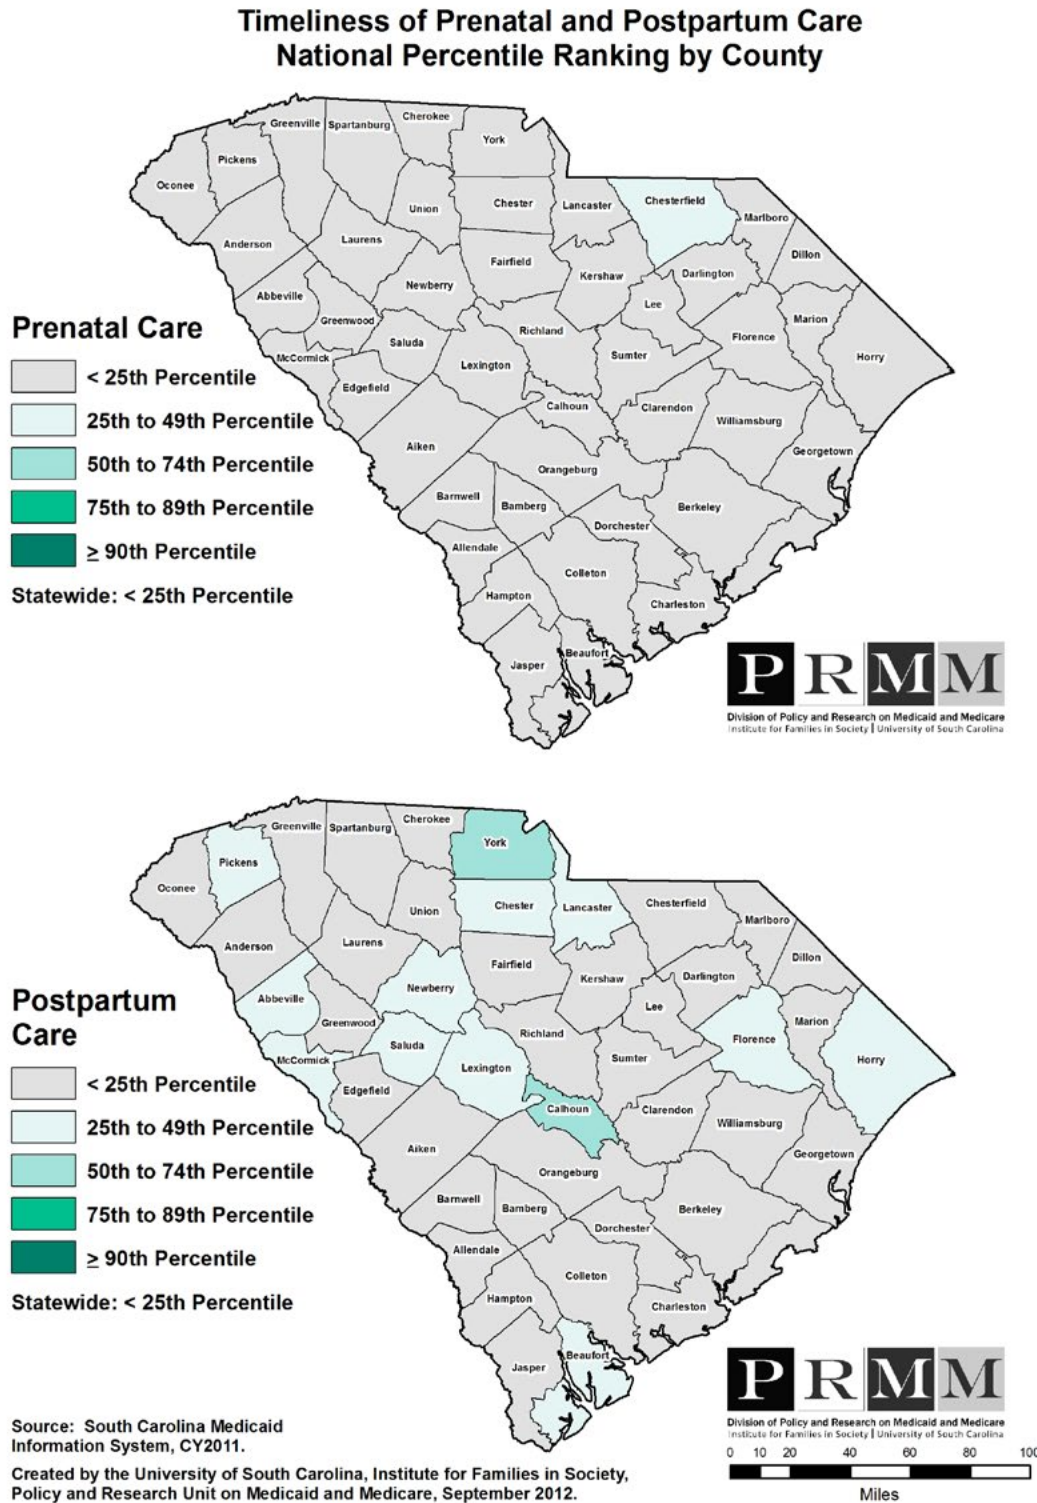 Timeliness of Prenatal and Postpartum Care
National Percentile Ranking by County
Cherokee
Greenville
Spartanburg
York
Pickens
Oconee
Chesterfield
Chester
Lancaster
Union
Marlboro
Laurens
Anderson
Dillon
Fairfield
Kershaw
Darlington
Newberry
Abbeville
Lee
Greenwood
Marion
Richland
Florence
Saluda
Sumter
Horry
McCormick
Lexington
Edgefield
Calhoun
Clarendon
Williamsburg
Aiken
Georgetown
Orangeburg
Barnwell
Bamberg
Berkeley
Dorchester
Allendale
Colleton
Hampton
Charleston
Beaufort
Jasper
Prenatal Care
< 25th Percentile
25th to 49th Percentile
50th to 74th Percentile
75th to 89th Percentile
≥ 90th Percentile
Statewide: < 25th Percentile
PRMM
Division of Policy and Research on Medicaid and Medicare
Institute for Families in Society | University of South Carolina
Cherokee
Greenville
Spartanburg
York
Pickens
Oconee
Chesterfield
Chester
Lancaster
Union
Marlboro
Laurens
Anderson
Dillon
Fairfield
Kershaw
Darlington
Newberry
Abbeville
Lee
Greenwood
Marion
Richland
Florence
Saluda
Sumter
Horry
McCormick
Lexington
Edgefield
Calhoun
Clarendon
Williamsburg
Aiken
Georgetown
Orangeburg
Barnwell
Bamberg
Berkeley
Dorchester
Allendale
Colleton
Hampton
Charleston
Beaufort
Jasper
Postpartum
Care
< 25th Percentile
25th to 49th Percentile
50th to 74th Percentile
75th to 89th Percentile
≥ 90th Percentile
Statewide: < 25th Percentile
PRMM
Division of Policy and Research on Medicaid and Medicare
Institute for Families in Society | University of South Carolina
0 10 20 40 60 80 100
Miles
Source: South Carolina Medicaid
Information System, CY2011.
Created by the University of South Carolina, Institute for Families in Society,
Policy and Research Unit on Medicaid and Medicare, September 2012.